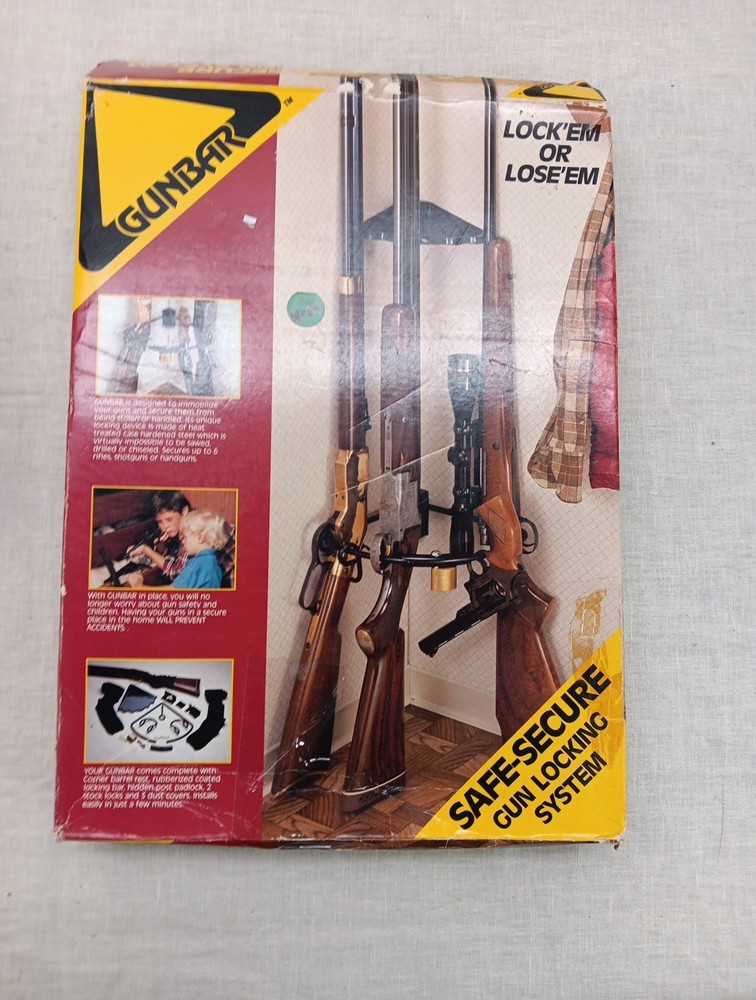 GUNBAR™
LOCK'EM
OR
LOSE'EM
GUNBAR is designed to immobilize
your guns and secure them from
being stolen or handled. Its unique
locking device is made of heat
treated case hardened steel which is
virtually impossible to be sawed,
drilled or chiseled. Secures up to 6
rifles, shotguns or handguns.
With GUNBAR in place, you will no
longer worry about gun safety and
children. Having your guns in a secure
place in the home WILL PREVENT
ACCIDENTS.
YOUR GUNBAR comes complete with:
Corner barrel rest, rubberized coated
locking bar, hidden post padlock, 2
stock locks and 3 dust covers. Installs
easily in just a few minutes.
SAFE-SECURE
GUN LOCKING
SYSTEM